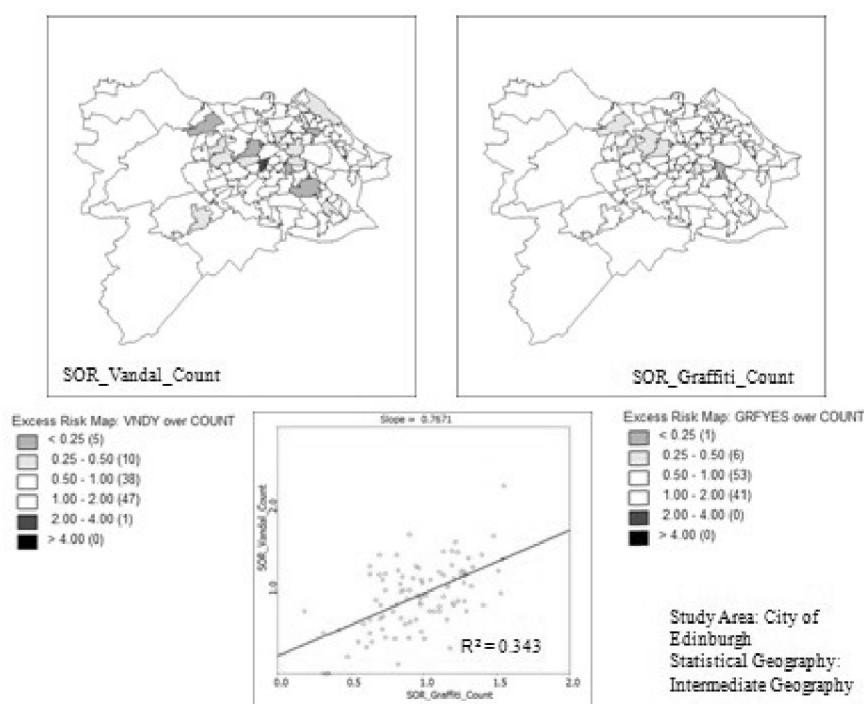 SOR_Vandal_Count
SOR_Graffiti_Count
Excess Risk Map: VNDY over COUNT
< 0.25 (5)
0.25 - 0.50 (10)
0.50 - 1.00 (38)
1.00 - 2.00 (47)
2.00 - 4.00 (1)
> 4.00 (0)
Slope = 0.7671
SOR_Vandal_Count
2.0
1.0
R² = 0.343
0.0 0.5 1.0 1.5 2.0
SOR_Graffiti_Count
Excess Risk Map: GRFYES over COUNT
< 0.25 (1)
0.25 - 0.50 (6)
0.50 - 1.00 (53)
1.00 - 2.00 (41)
2.00 - 4.00 (0)
> 4.00 (0)
Study Area: City of
Edinburgh
Statistical Geography:
Intermediate Geography